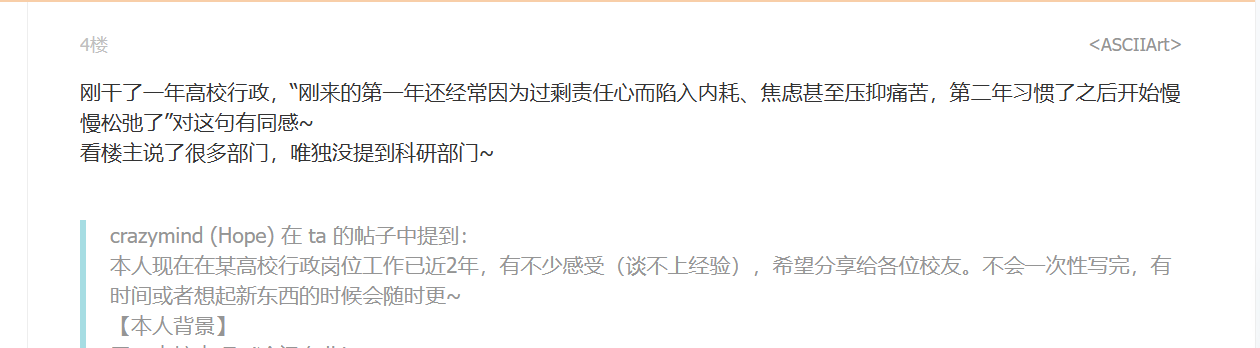 4楼 <ASCIIArt>
刚干了一年高校行政，“刚来的第一年还经常因为过剩责任心而陷入内耗、焦虑甚至压抑痛苦，第二年习惯了之后开始慢
慢松弛了”对这句有同感~
看楼主说了很多部门，唯独没提到科研部门~
crazymind (Hope) 在 ta 的帖子中提到：
本人现在在某高校行政岗位工作已近2年，有不少感受（谈不上经验），希望分享给各位校友。不会一次性写完，有
时间或者想起新东西的时候会随时更~
【本人背景】